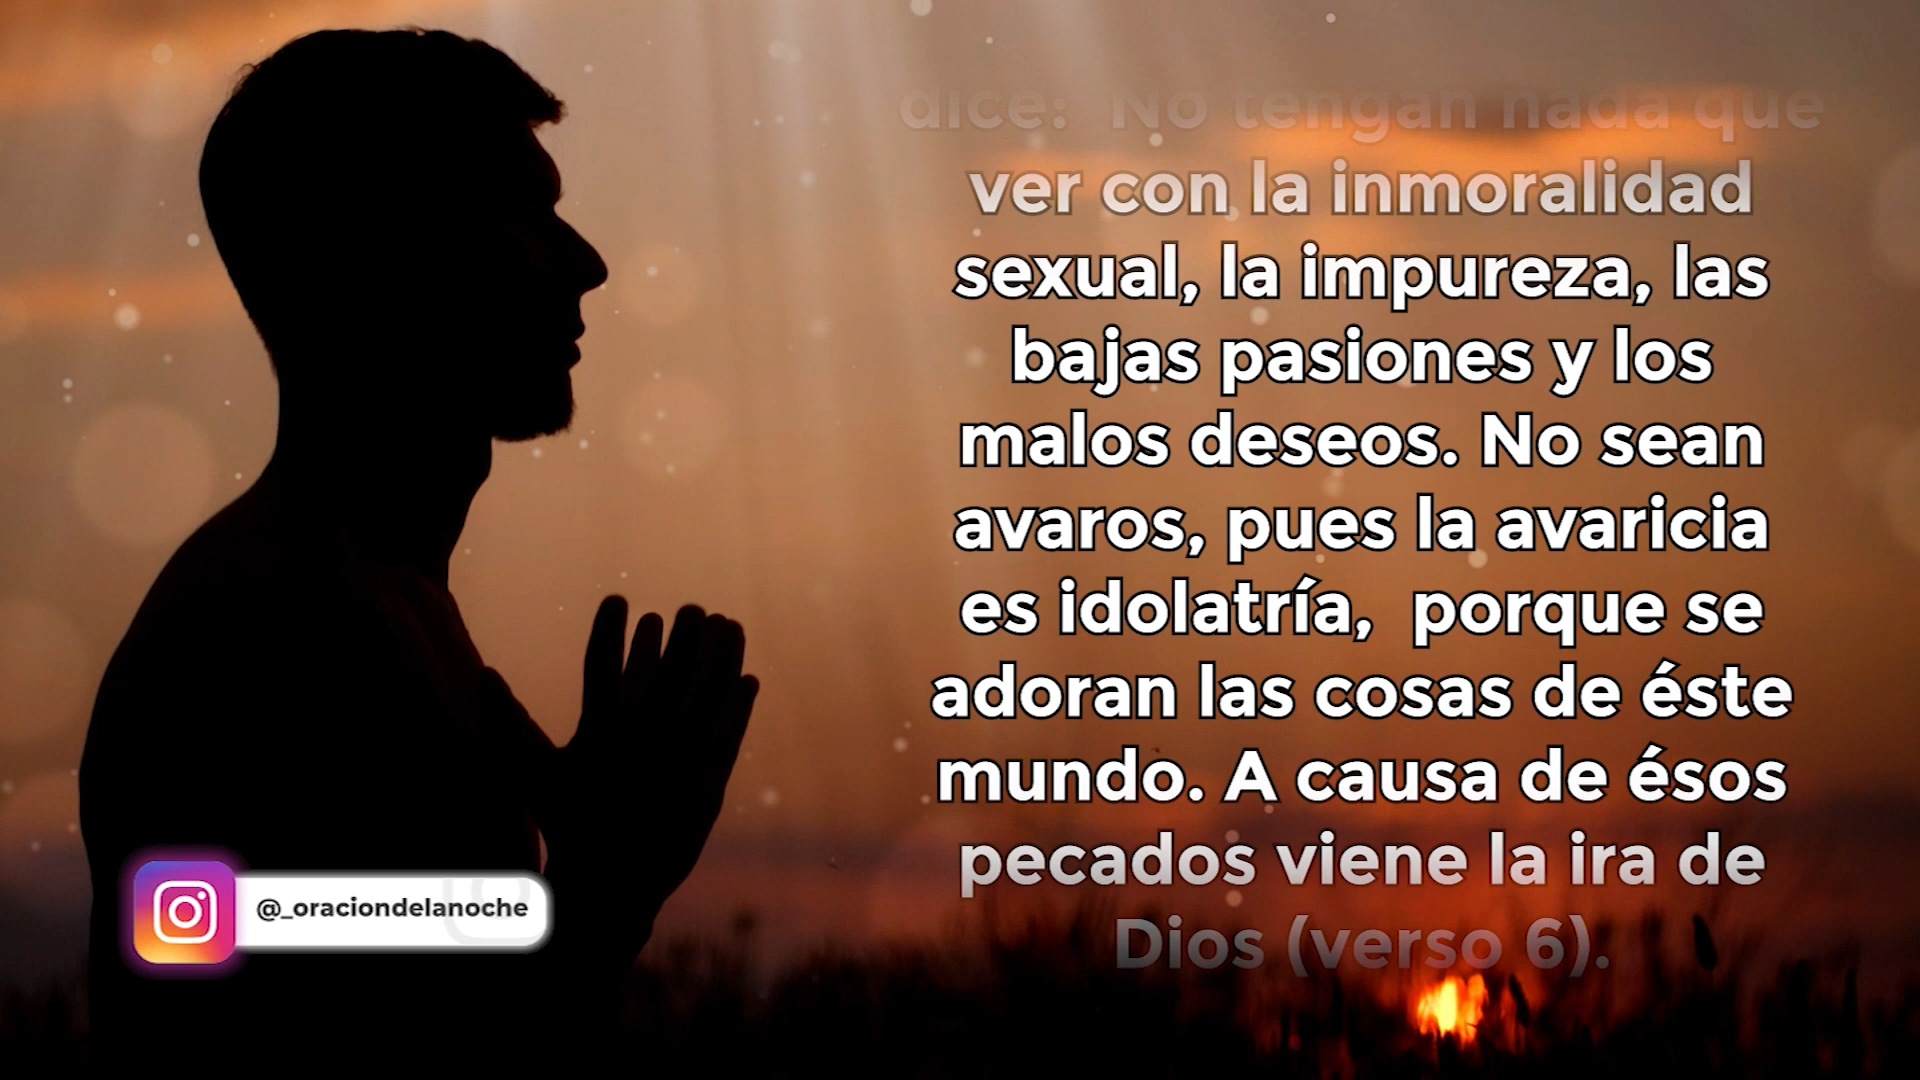 dice:  No tengan nada que
ver con la inmoralidad
sexual, la impureza, las
bajas pasiones y los
malos deseos. No sean
avaros, pues la avaricia
es idolatría,  porque se
adoran las cosas de éste
mundo. A causa de ésos
pecados viene la ira de
Dios (verso 6).
@_oraciondelanoche